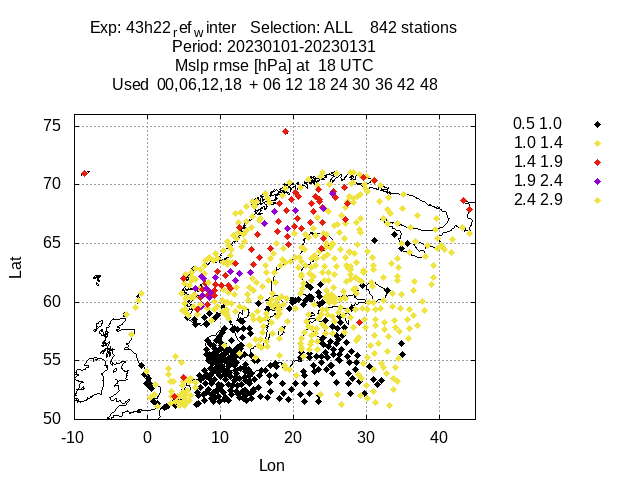 Exp: 43h22refwinter   Selection: ALL    842 stations
Period: 20230101-20230131
Mslp rmse [hPa] at  18 UTC
Used  00,06,12,18  + 06 12 18 24 30 36 42 48
0.5 1.0
1.0 1.4
1.4 1.9
1.9 2.4
2.4 2.9
Lat
75
70
65
60
55
50
-10 0 10 20 30 40
Lon